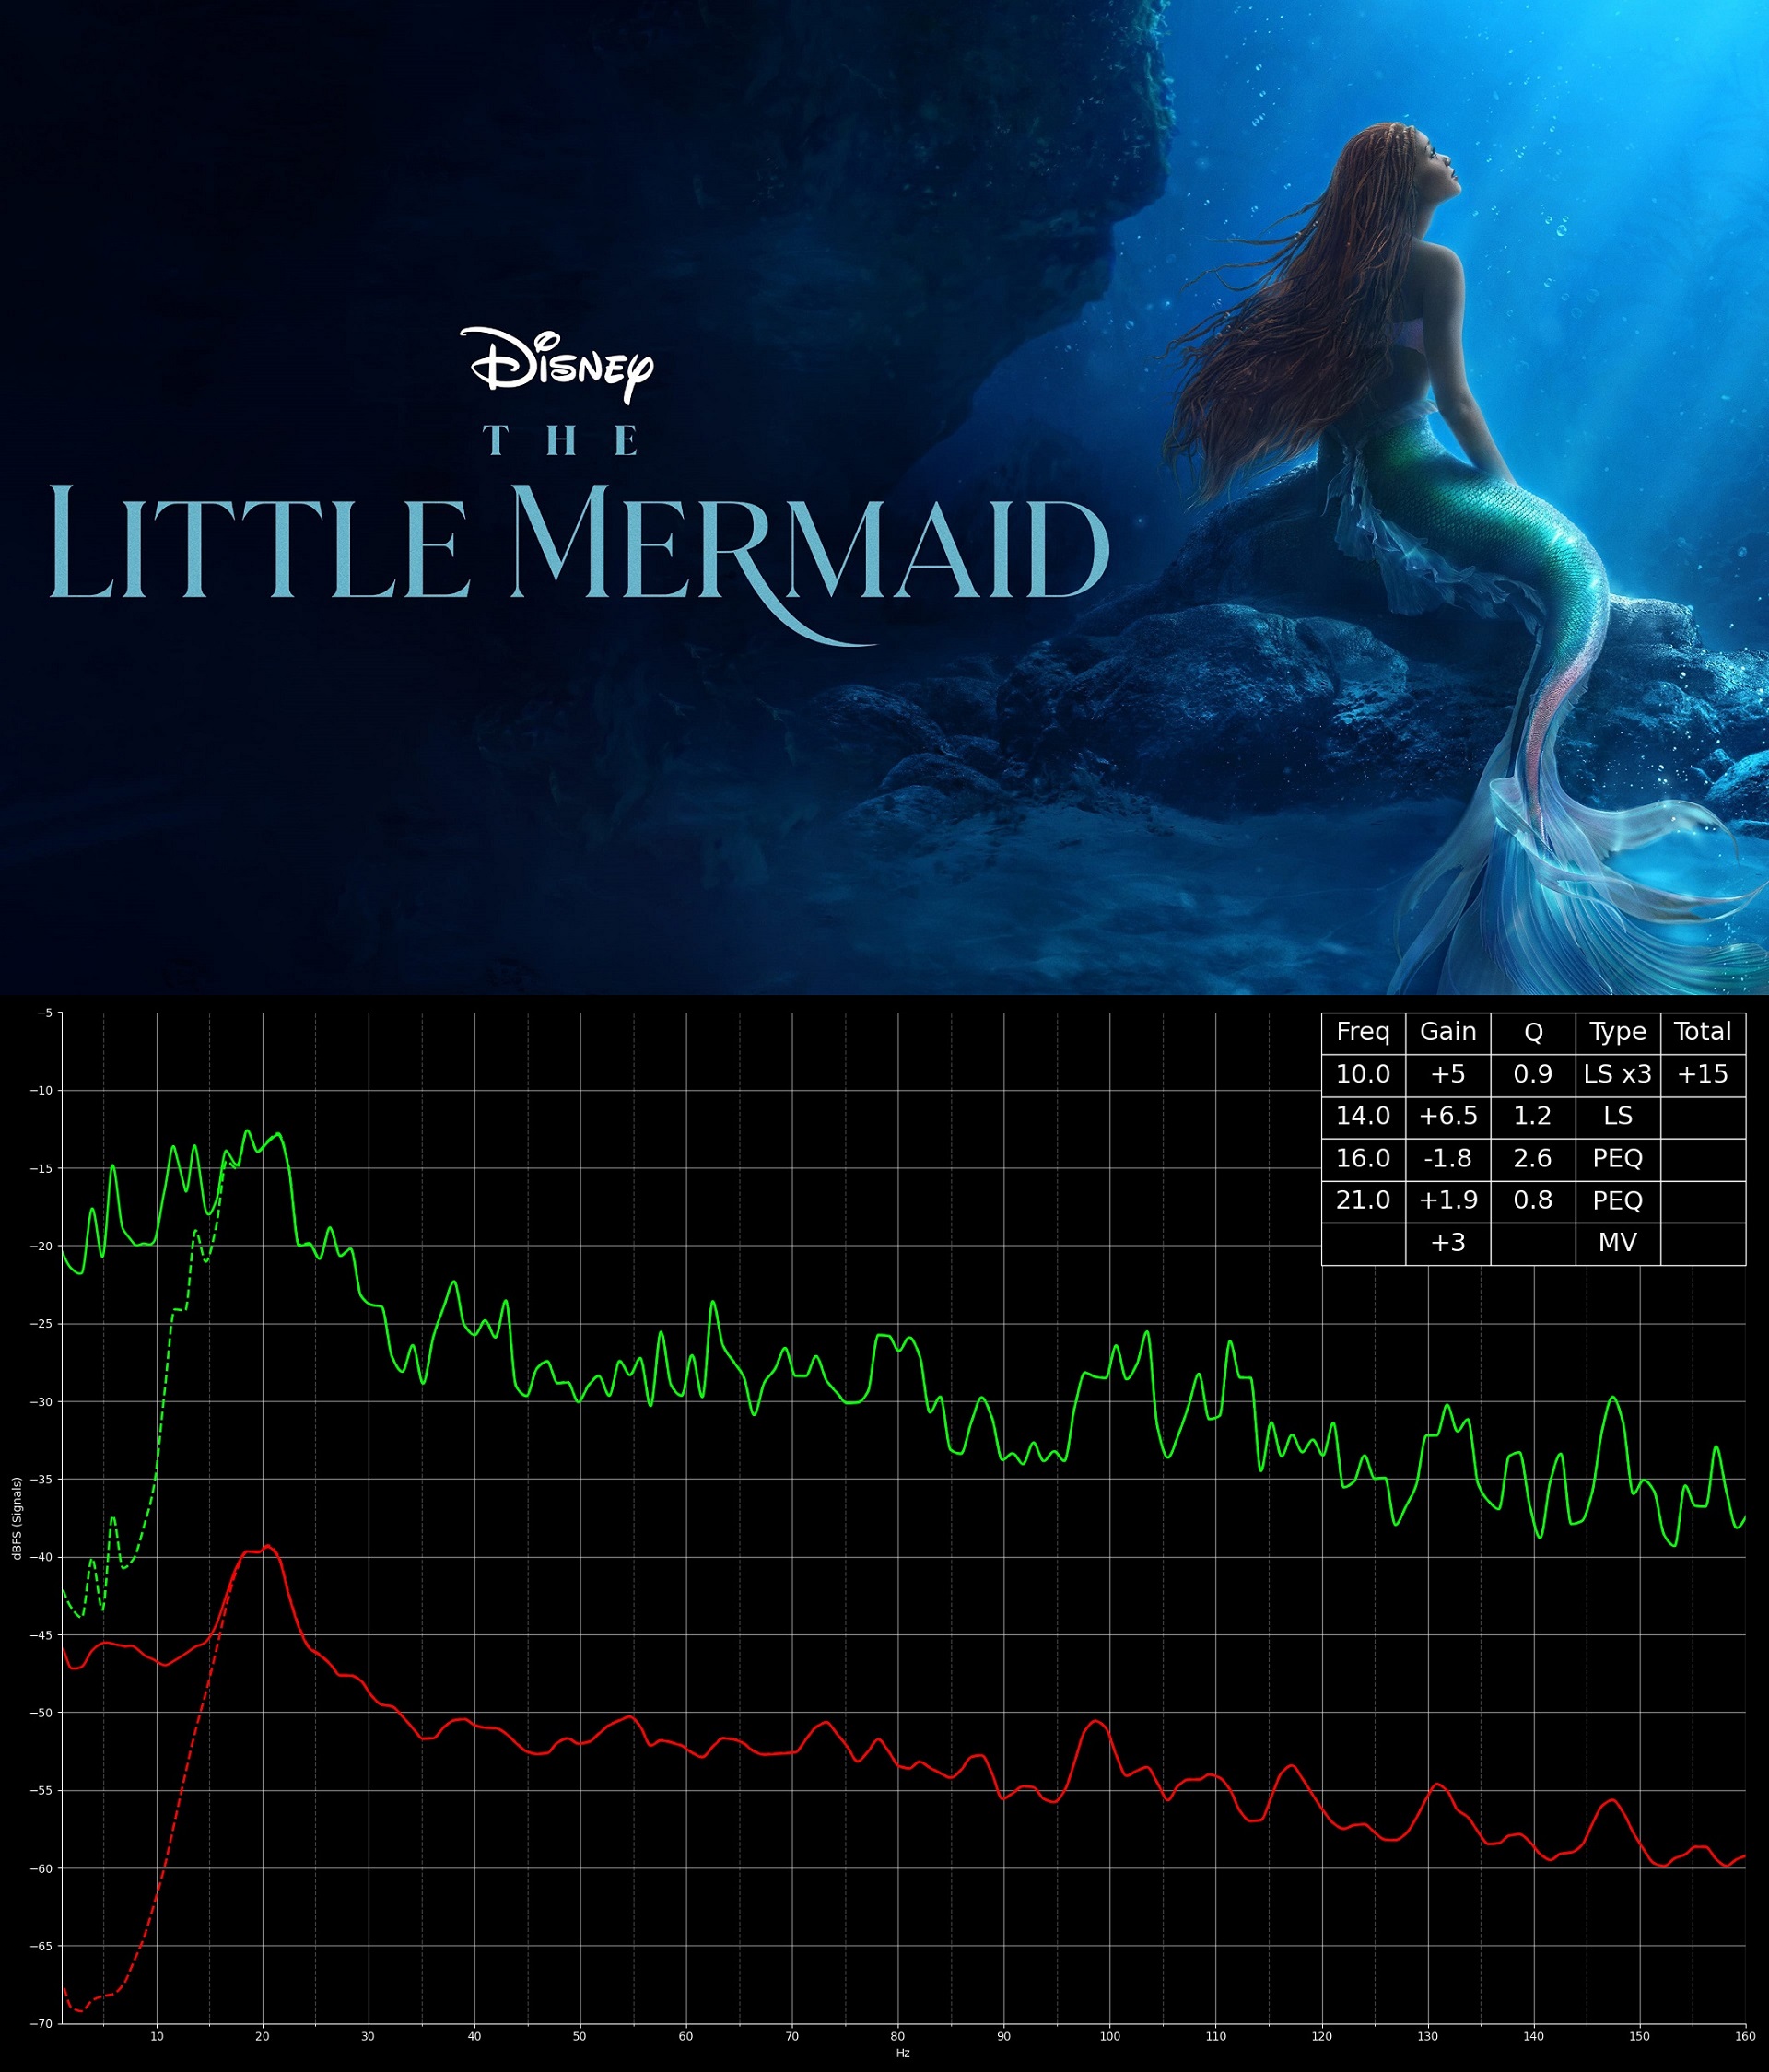 Disney
THE
LITTLE MERMAID
Freq Gain Q Type Total
10.0 +5 0.9 LS x3 +15
14.0 +6.5 1.2 LS
16.0 -1.8 2.6 PEQ
21.0 +1.9 0.8 PEQ
+3 MV
−5
−10
−15
−20
−25
−30
−35
−40
−45
−50
−55
−60
−65
−70
dBFS (Signals)
10 20 30 40 50 60 70 80 90 100 110 120 130 140 150 160
Hz